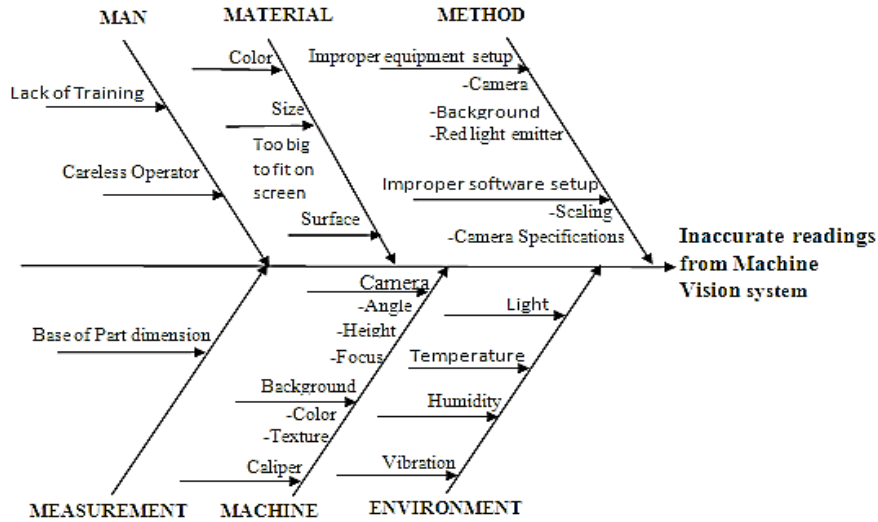 MAN
MATERIAL
METHOD
Color
Improper equipment setup
-Camera
Lack of Training
Size
-Background
-Red light emitter
Too big
to fit on
screen
Careless Operator
Improper software setup
-Scaling
Surface
-Camera Specifications
Inaccurate readings
from Machine
Vision system
Camera
-Angle
-Height
-Focus
Light
Base of Part dimension
Temperature
Background
-Color
-Texture
Humidity
Caliper
Vibration
MEASUREMENT
MACHINE
ENVIRONMENT